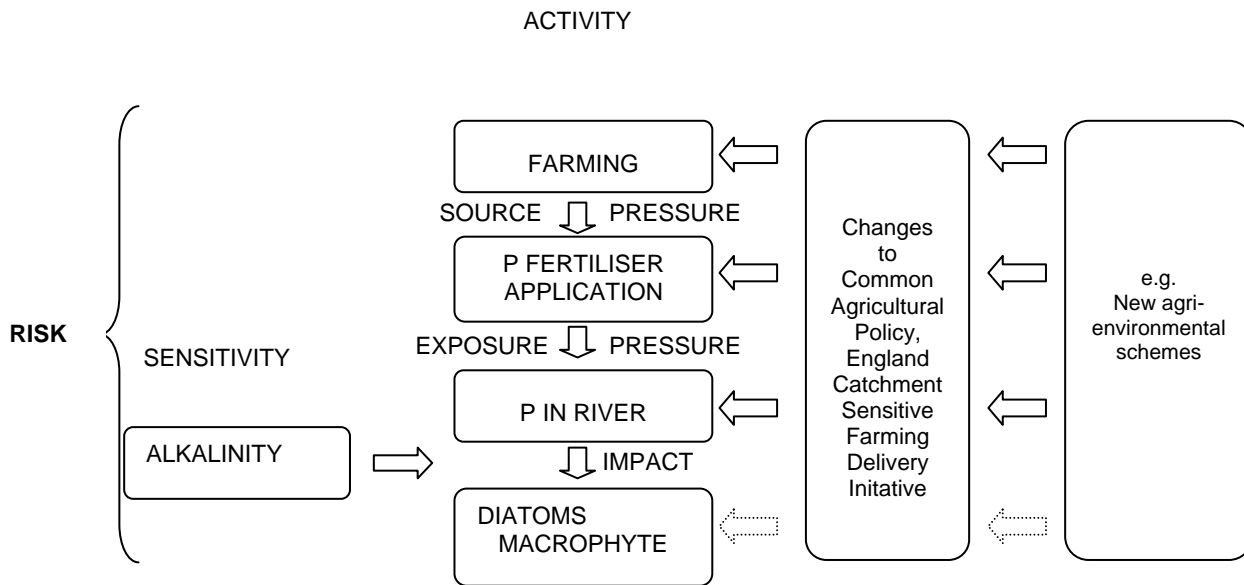 ACTIVITY
FARMING
SOURCE PRESSURE
P FERTILISER
APPLICATION
EXPOSURE PRESSURE
P IN RIVER
IMPACT
DIATOMS
MACROPHYTE
RISK
SENSITIVITY
ALKALINITY
Changes
to
Common
Agricultural
Policy,
England
Catchment
Sensitive
Farming
Delivery
Initative
e.g.
New agri-
environmental
schemes